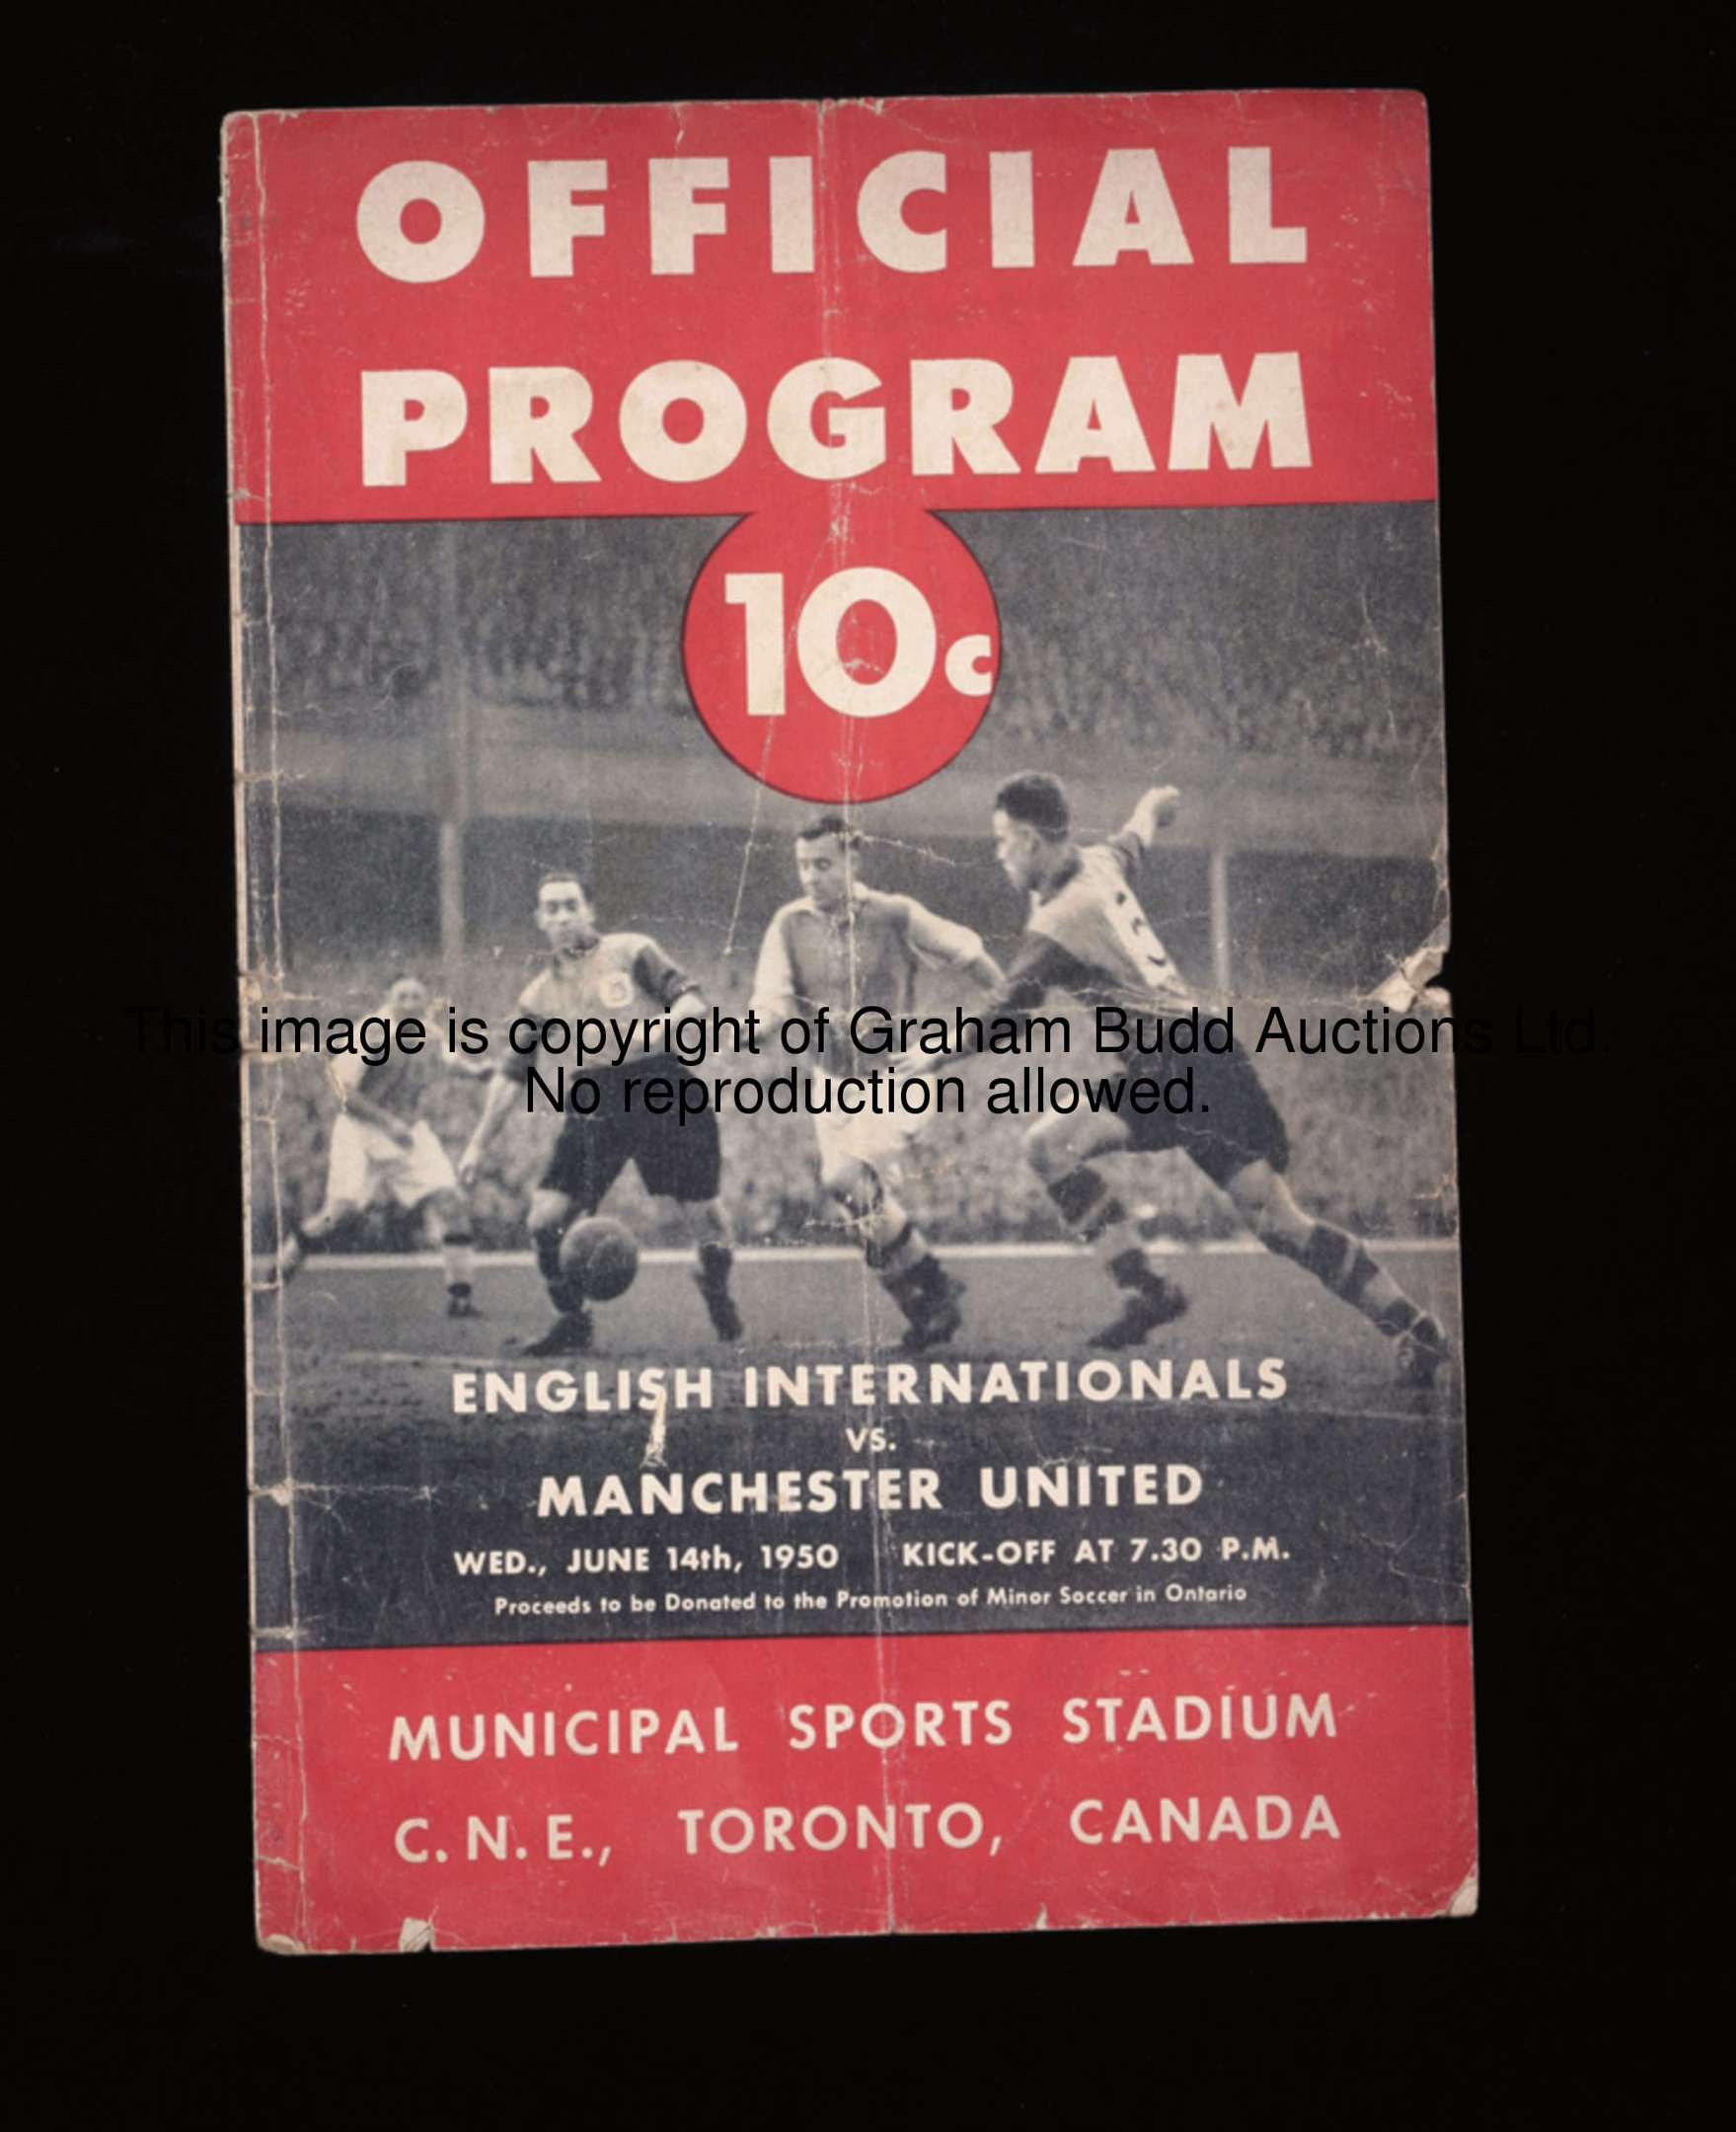 OFFICIAL
PROGRAM
10c
This image is copyright of Graham Budd Auctions Ltd.
No reproduction allowed.
ENGLISH INTERNATIONALS
VS.
MANCHESTER UNITED
WED., JUNE 14th, 1950 KICK-OFF AT 7.30 P.M.
Proceeds to be Donated to the Promotion of Minor Soccer in Ontario
MUNICIPAL SPORTS STADIUM
C.N.E., TORONTO, CANADA